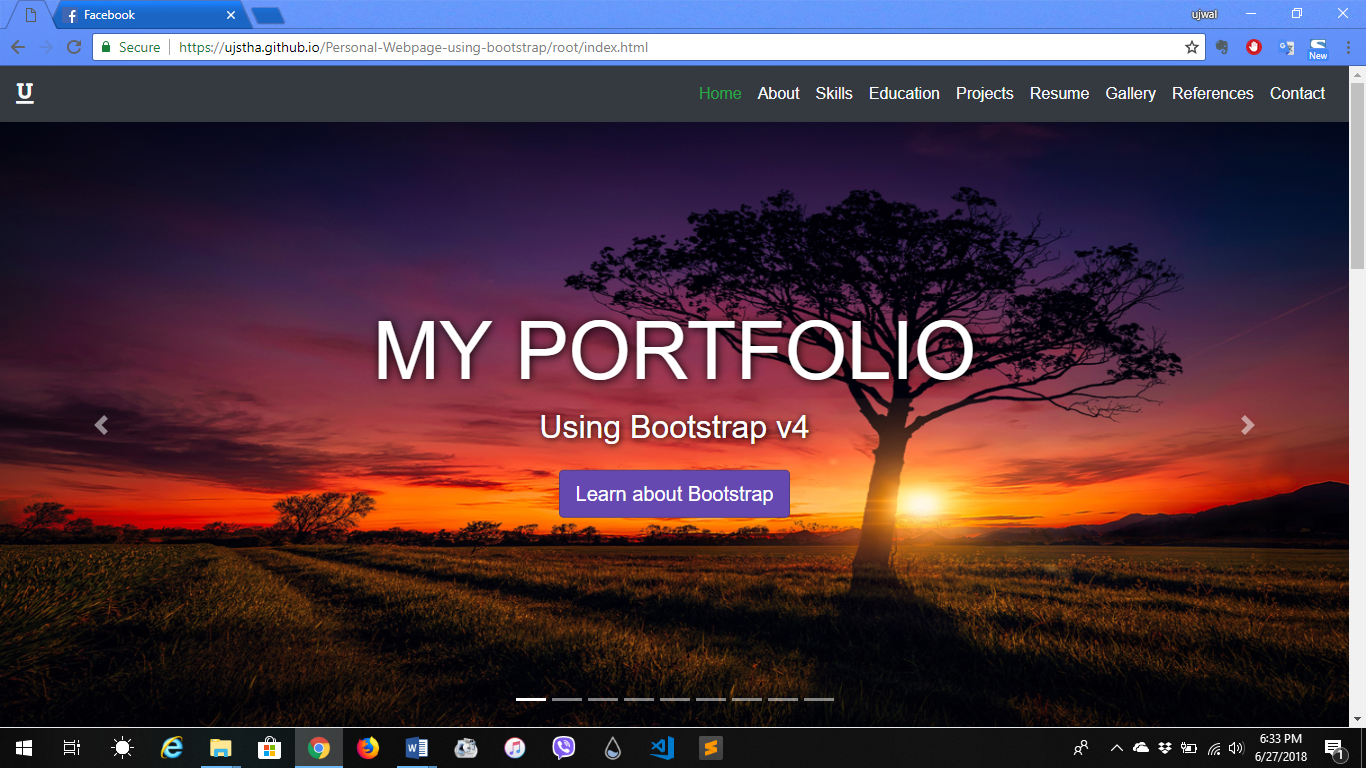 Facebook
ujwal
Secure
https://ujstha.github.io/Personal-Webpage-using-bootstrap/root/index.html
New
U
Home About Skills Education Projects Resume Gallery References Contact
MY PORTFOLIO
Using Bootstrap v4
Learn about Bootstrap
6:33 PM
6/27/2018
1